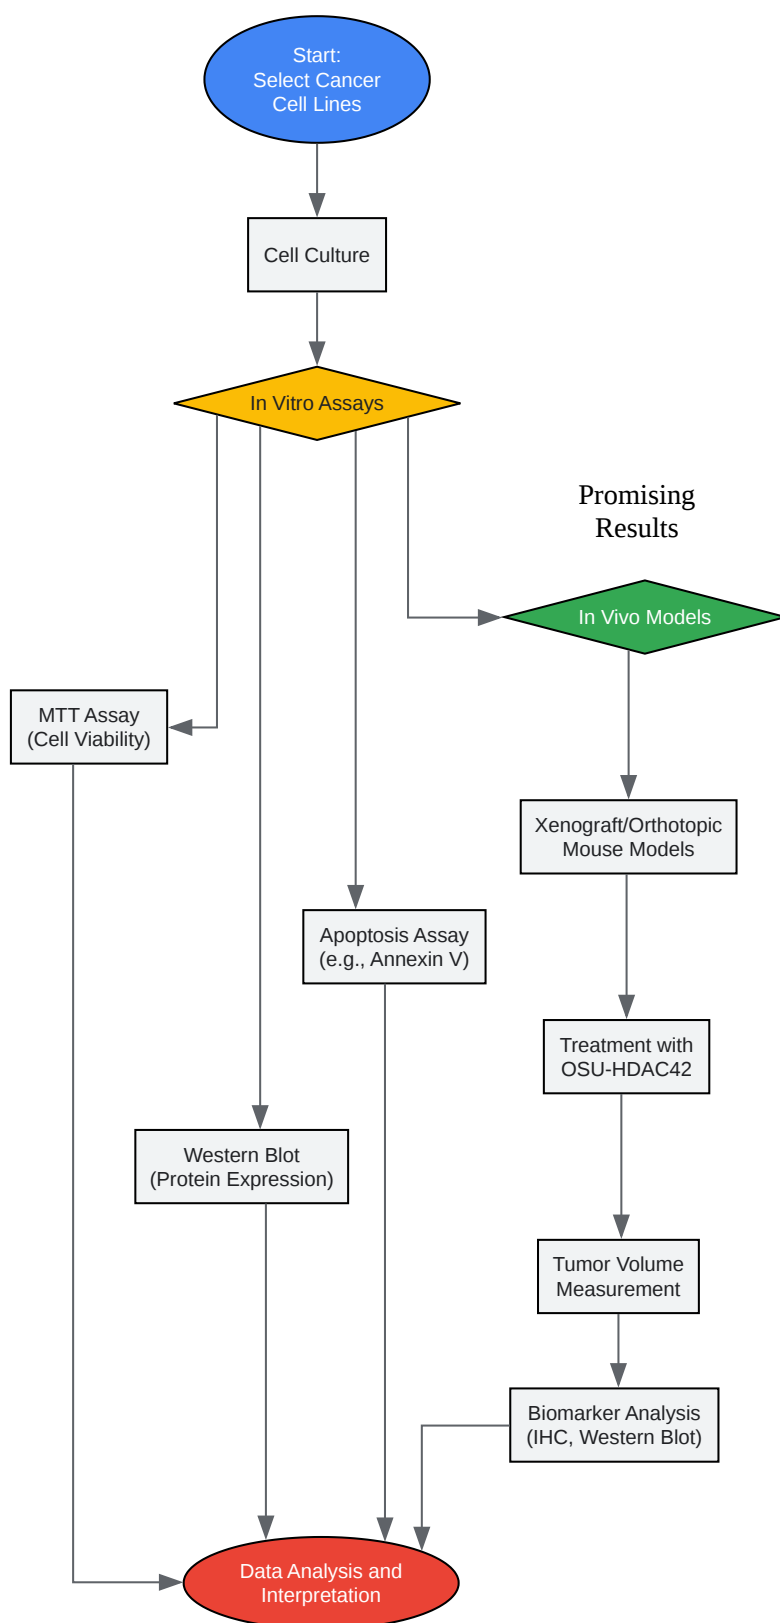 Start:
Select Cancer
Cell Lines
Cell Culture
In Vitro Assays
Promising
Results
In Vivo Models
MTT Assay
(Cell Viability)
Xenograft/Orthotopic
Mouse Models
Apoptosis Assay
(e.g., Annexin V)
Treatment with
OSU-HDAC42
Western Blot
(Protein Expression)
Tumor Volume
Measurement
Biomarker Analysis
(IHC, Western Blot)
Data Analysis and
Interpretation